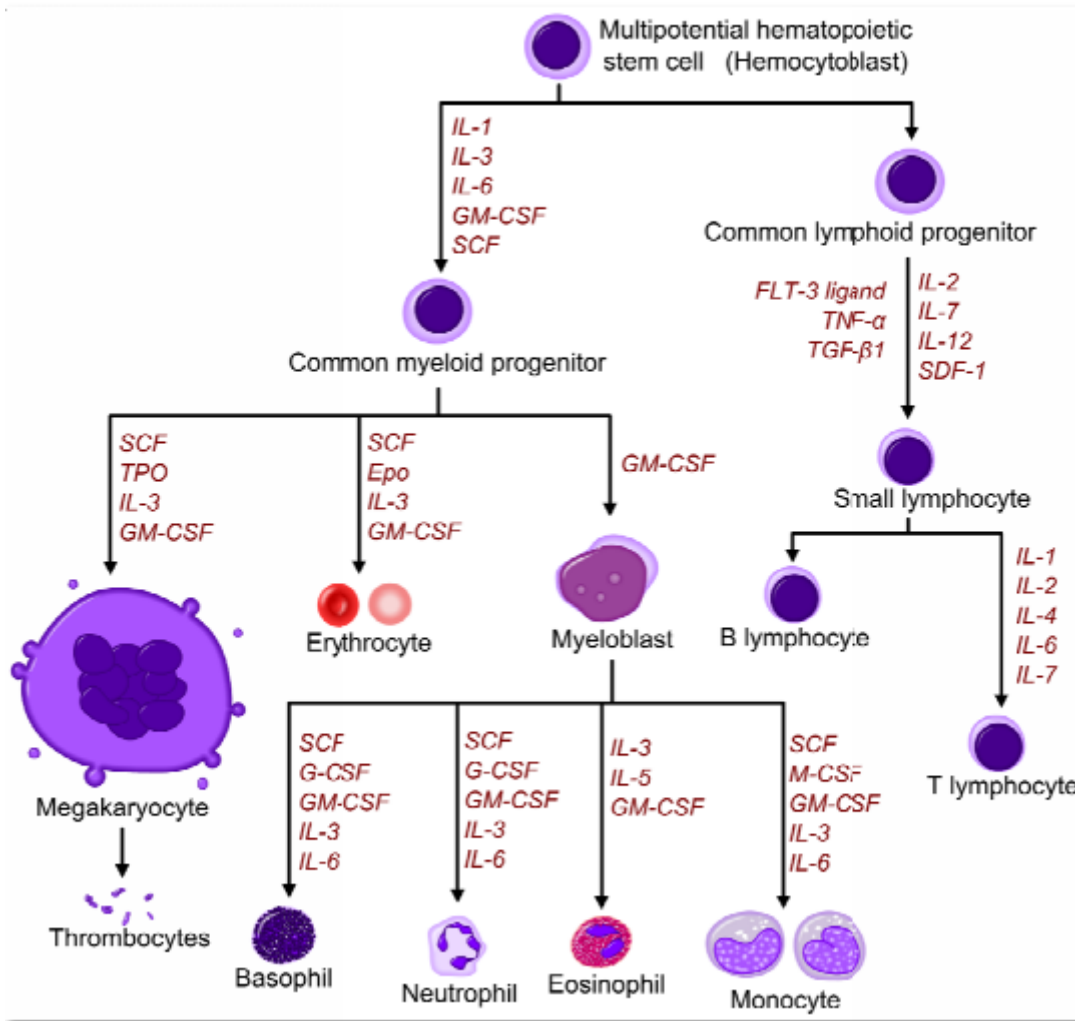 Multipotential hematopoietic
stem cell (Hemocytoblast)
IL-1
IL-3
IL-6
GM-CSF
SCF
Common lymphoid progenitor
FLT-3 ligand
TNF-α
TGF-β1
IL-2
IL-7
IL-12
SDF-1
Common myeloid progenitor
SCF
TPO
IL-3
GM-CSF
SCF
Epo
IL-3
GM-CSF
GM-CSF
Small lymphocyte
Megakaryocyte
Erythrocyte
Myeloblast
B lymphocyte
IL-1
IL-2
IL-4
IL-6
IL-7
T lymphocyte
SCF
G-CSF
GM-CSF
IL-3
IL-6
SCF
G-CSF
GM-CSF
IL-3
IL-6
IL-3
IL-5
GM-CSF
SCF
M-CSF
GM-CSF
IL-3
IL-6
Thrombocytes
Basophil
Neutrophil
Eosinophil
Monocyte